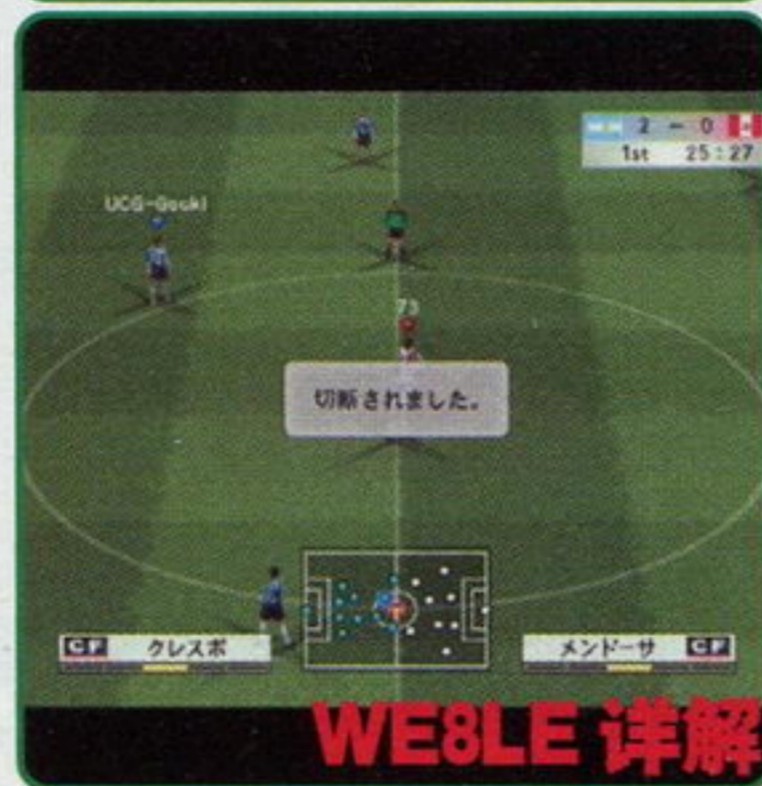 2 - 0
1st 25:27
UCG-Gouki
73
切断されました。
CF クレスポ
メンドーサ CF
WE8LE 详解